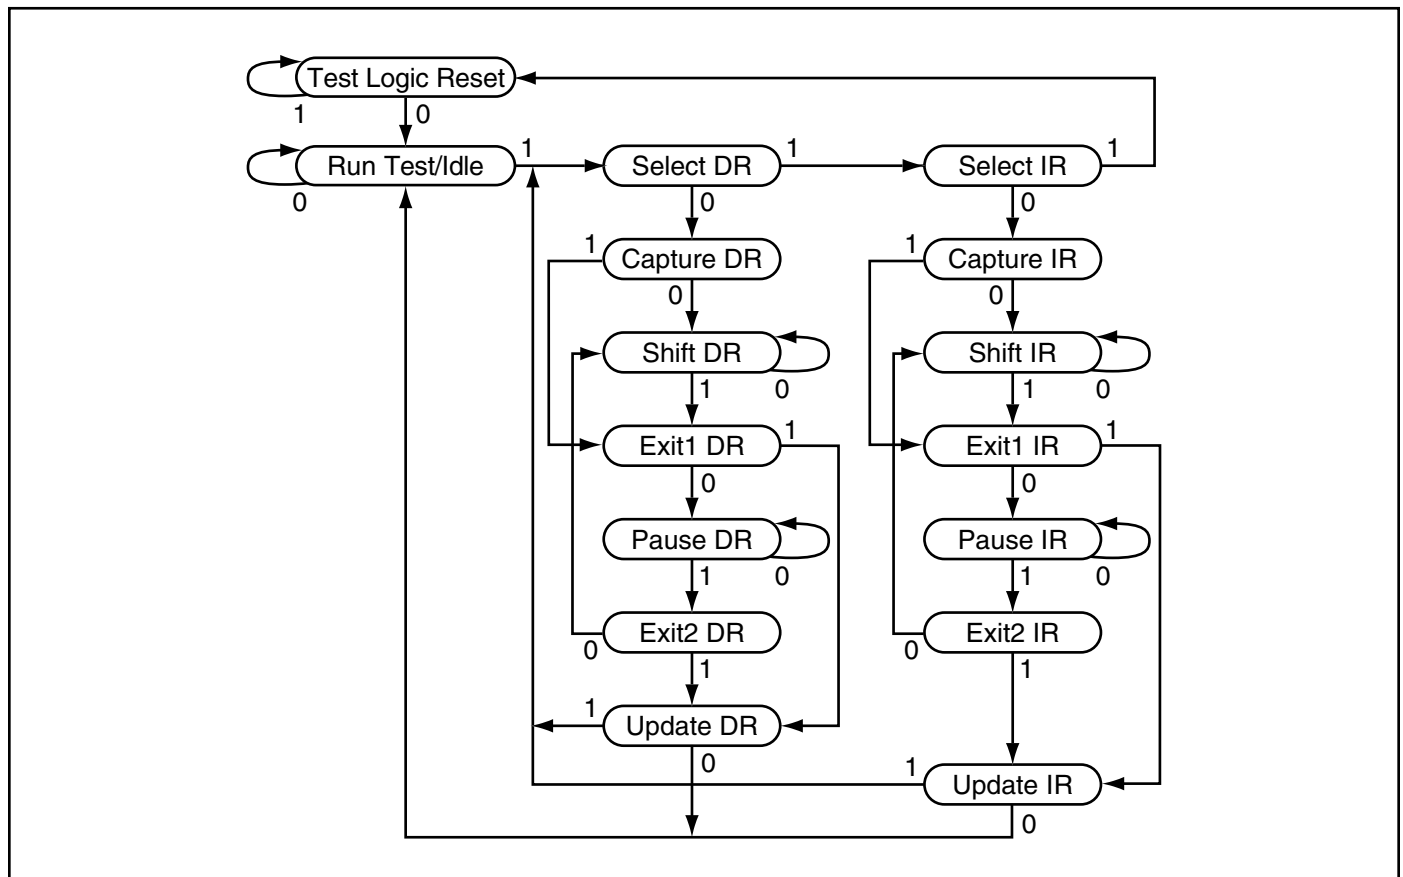 Test Logic Reset
1 0
Run Test/Idle 1 Select DR 1 Select IR 1
0 0 0
1 Capture DR 1 Capture IR
0 0
Shift DR Shift IR
1 0 1 0
Exit1 DR 1 Exit1 IR 1
0 0
Pause DR Pause IR
1 0 1 0
Exit2 DR Exit2 IR
0 1 0 1
1 Update DR
0
1 Update IR
0